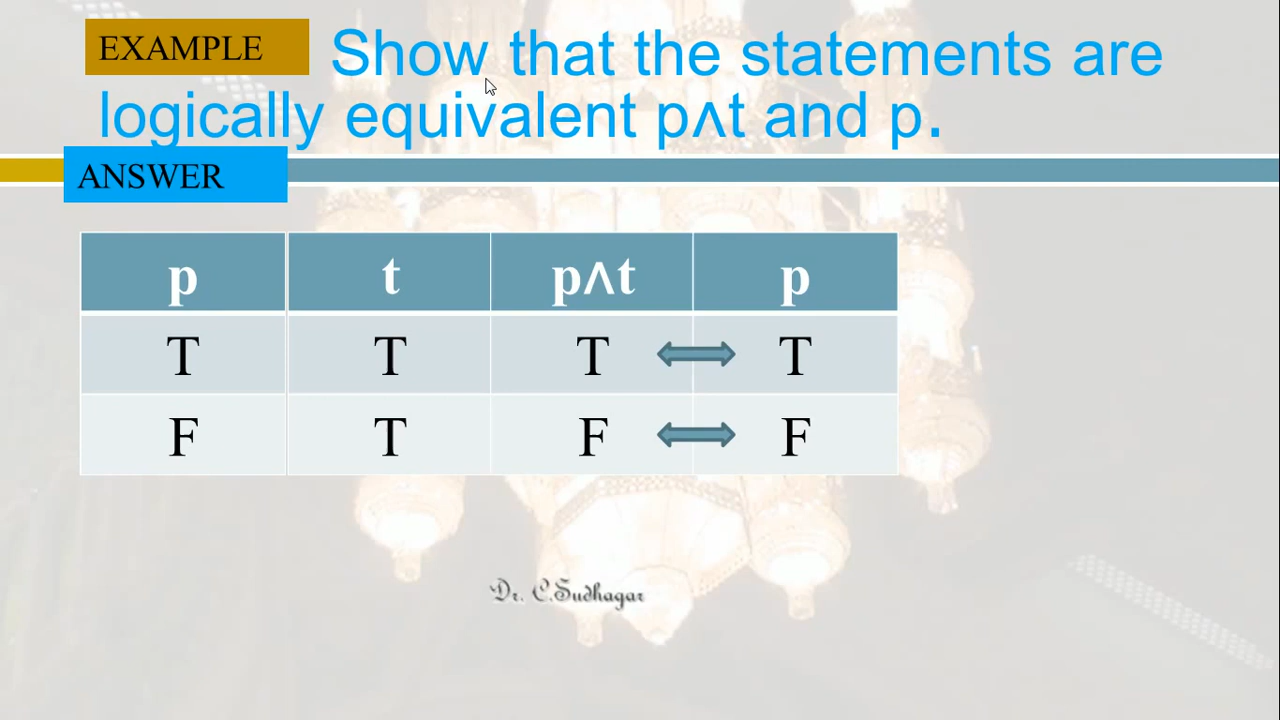 EXAMPLE Show that the statements are
logically equivalent p∧t and p.
ANSWER
p t p∧t p
T T T T
F T F F
Dr. C.Sudhagar